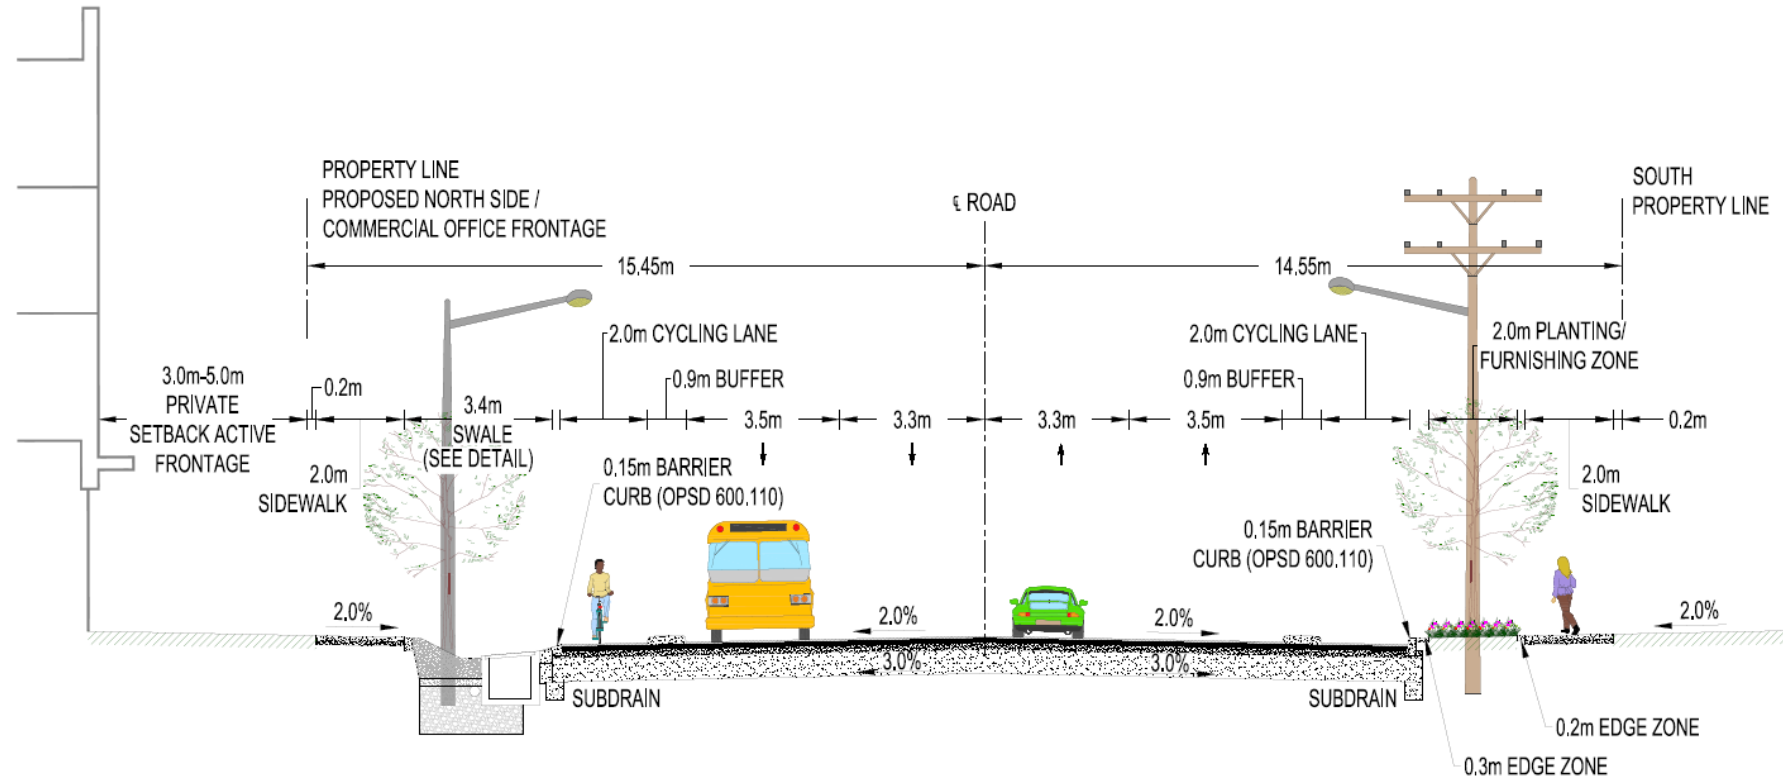 PROPERTY LINE
PROPOSED NORTH SIDE /
COMMERCIAL OFFICE FRONTAGE
℄ ROAD
SOUTH
PROPERTY LINE
15.45m
14.55m
2.0m CYCLING LANE
2.0m CYCLING LANE
2.0m PLANTING/
FURNISHING ZONE
3.0m-5.0m
PRIVATE
SETBACK ACTIVE
FRONTAGE
0.2m
0.9m BUFFER
0.9m BUFFER
3.4m
SWALE
(SEE DETAIL)
3.5m
3.3m
3.3m
3.5m
0.2m
2.0m
SIDEWALK
0.15m BARRIER
CURB (OPSD 600.110)
2.0m
SIDEWALK
0.15m BARRIER
CURB (OPSD 600.110)
2.0%
2.0%
2.0%
2.0%
3.0%
3.0%
SUBDRAIN
SUBDRAIN
0.2m EDGE ZONE
0.3m EDGE ZONE